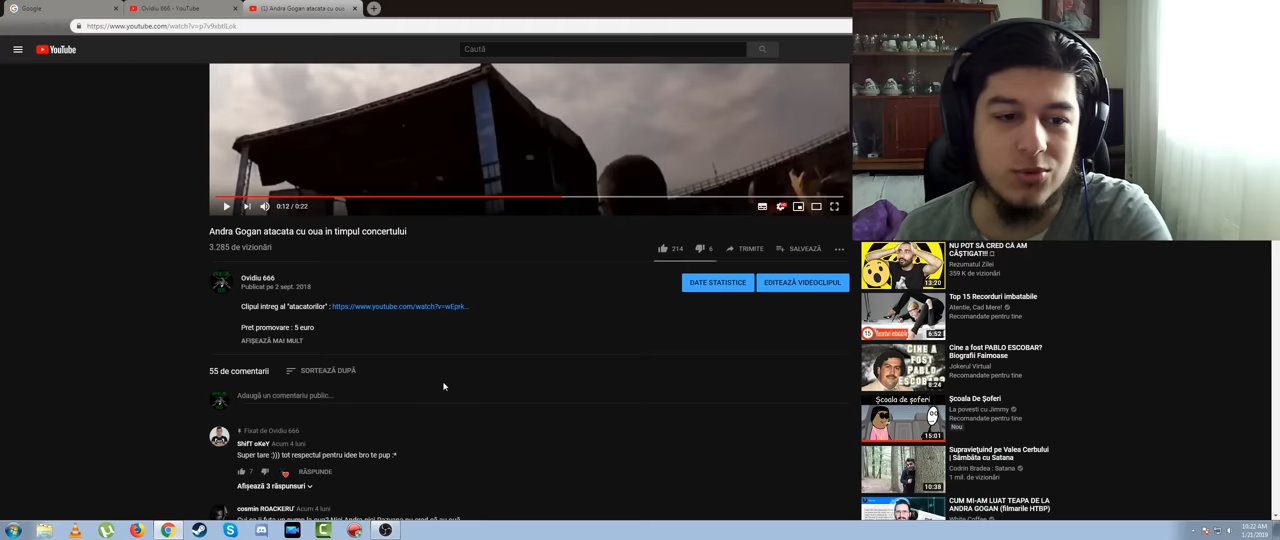 Google
Ovidiu 666 - YouTube
(1) Andra Gogan atacata cu oua
https://www.youtube.com/watch?v=p7v9xbtlLok
YouTube
Caută
0:12 / 0:22
Andra Gogan atacata cu oua in timpul concertului
3.285 de vizionări
214
6
TRIMITE
SALVEAZĂ
Ovidiu 666
Publicat pe 2 sept. 2018
DATE STATISTICE
EDITEAZĂ VIDEOCLIPUL
Clipul intreg al "atacatorilor" : https://www.youtube.com/watch?v=wEprk...
Pret promovare : 5 euro
AFIȘEAZĂ MAI MULT
55 de comentarii
SORTEAZĂ DUPĂ
Adaugă un comentariu public...
Fixat de Ovidiu 666
ShifT oKeY Acum 4 luni
Super tare :))) tot respectul pentru idee bro te pup :*
7
RĂSPUNDE
Afișează 3 răspunsuri
cosmin ROACKERU' Acum 4 luni
NU POT SĂ CRED CĂ AM
CÂȘTIGAT!!!
Rezumatul Zilei
359 K de vizionări
13:20
Top 15 Recorduri imbatabile
Atentie, Cad Mere!
Recomandate pentru tine
15 Recorduri imbatabile
6:52
Cine a fost PABLO ESCOBAR?
Biografii Faimoase
Jokerul Virtual
Recomandate pentru tine
CINE A
FOST
PABLO
ESCOBAR
8:24
Școala De Șoferi
La povesti cu Jimmy
Nou
Școala de șoferi
15:01
Supraviețuind pe Valea Cerbului
| Sâmbăta cu Satana
Codrin Bradea : Satana
1 mil. de vizionări
10:38
CUM MI-AM LUAT TEAPA DE LA
ANDRA GOGAN (filmarile HTBP)
10:22 AM
1/21/2019